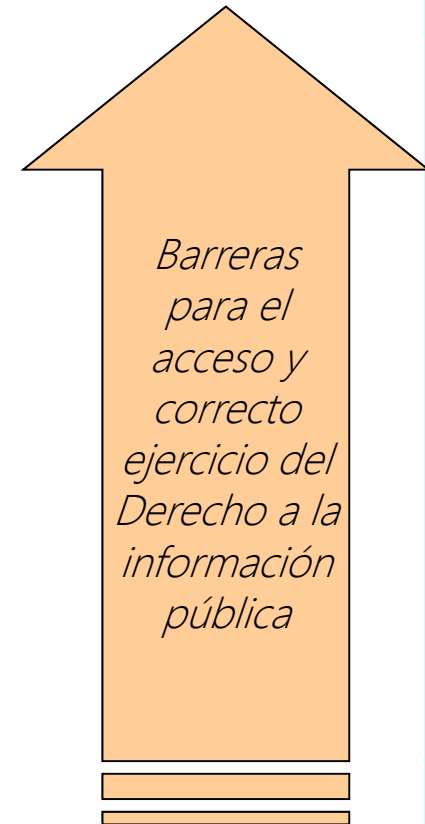 Barreras
para el
acceso y
correcto
ejercicio del
Derecho a la
información
pública